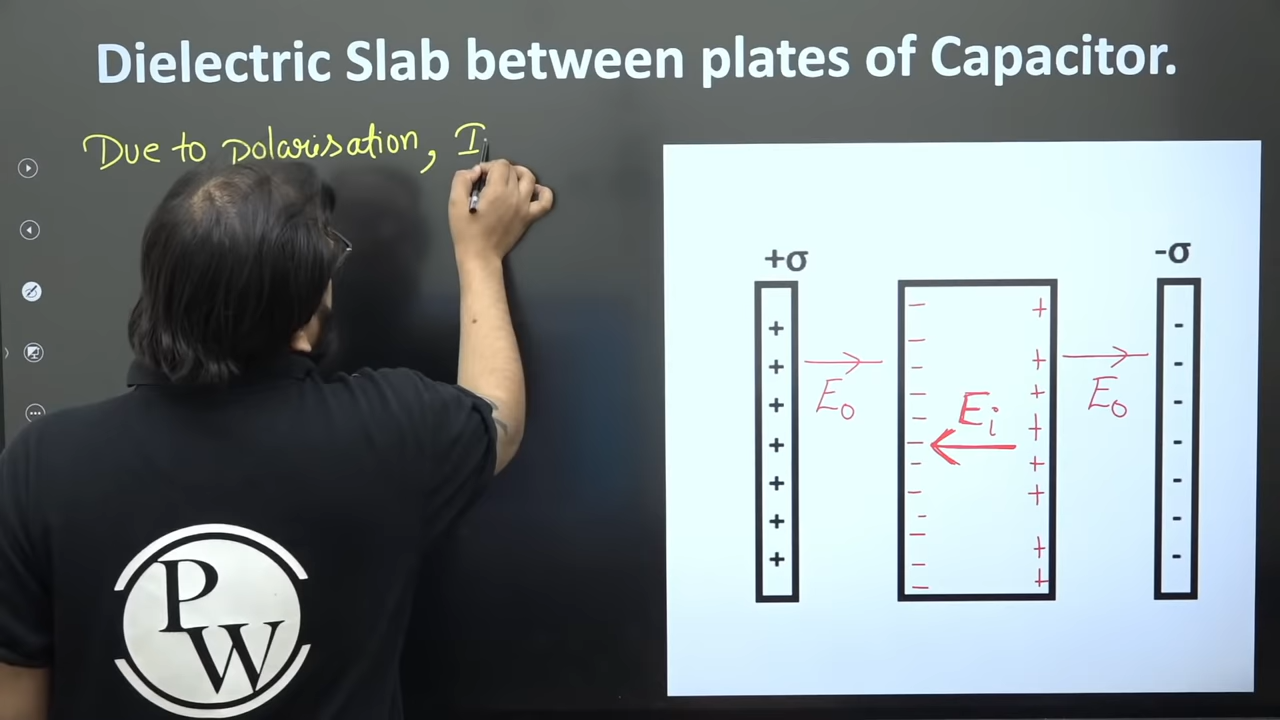 Dielectric Slab between plates of Capacitor.
Due to polarisation, I
+σ
-σ
E₀
E₀
Eᵢ
PW